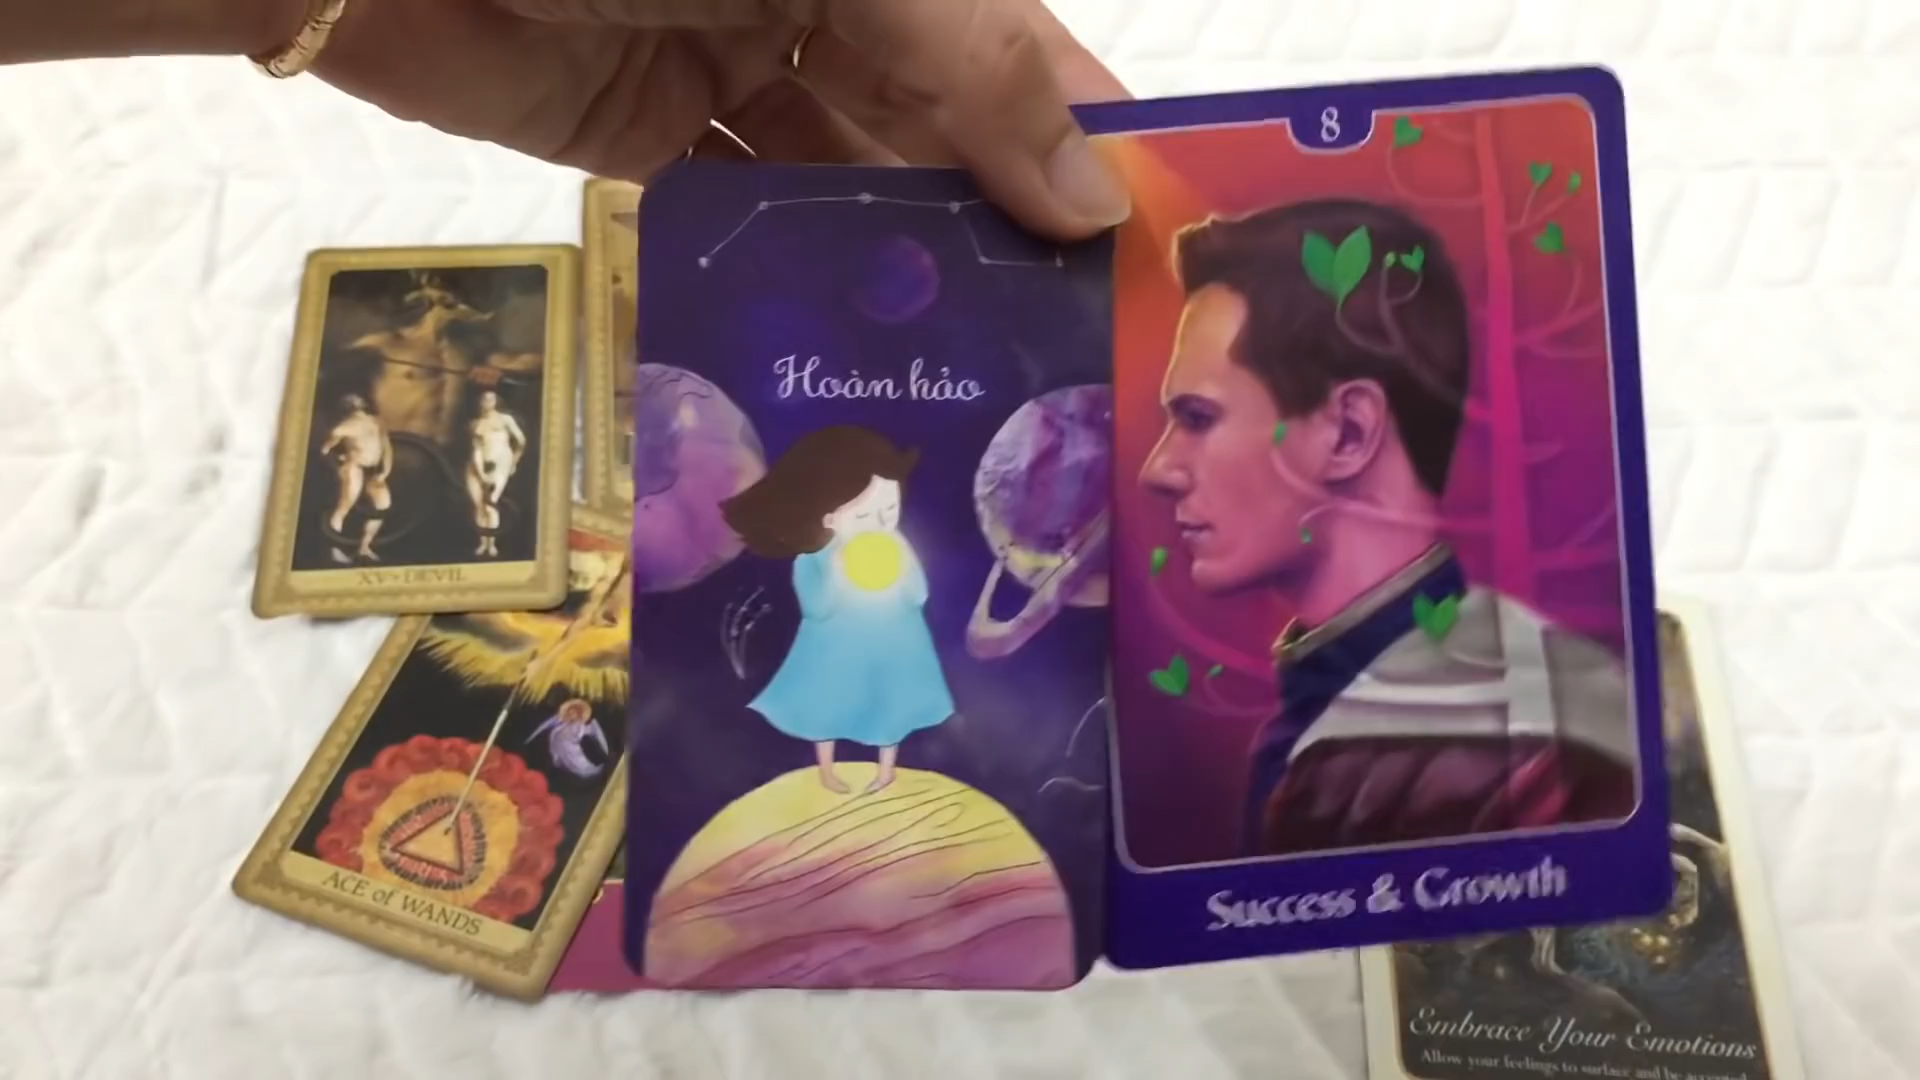 8
Hoàn hảo
XV • DEVIL
ACE of WANDS
Success & Growth
Embrace Your Emotions
Allow your feelings to surface and be accepted